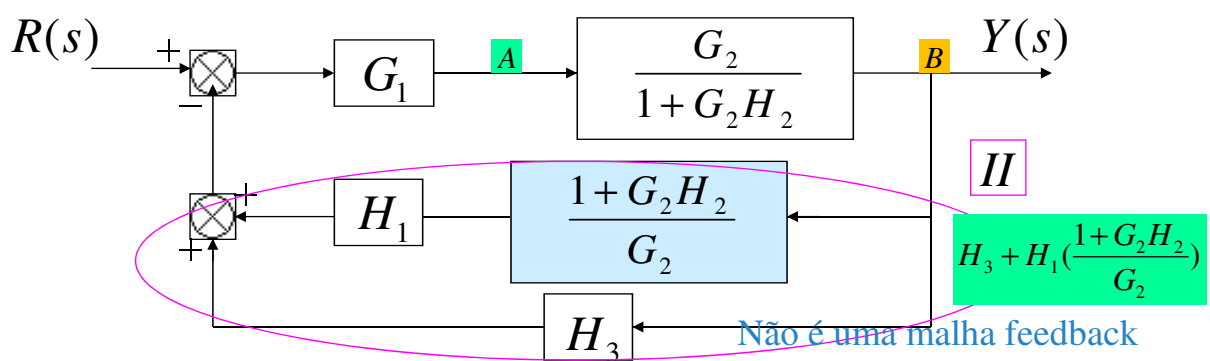 R(s)
+
−
G₁
A
G₂
1 + G₂H₂
B
Y(s)
II
+
+
H₁
1 + G₂H₂
G₂
H₃ + H₁(1 + G₂H₂ / G₂)
H₃
Não é uma malha feedback